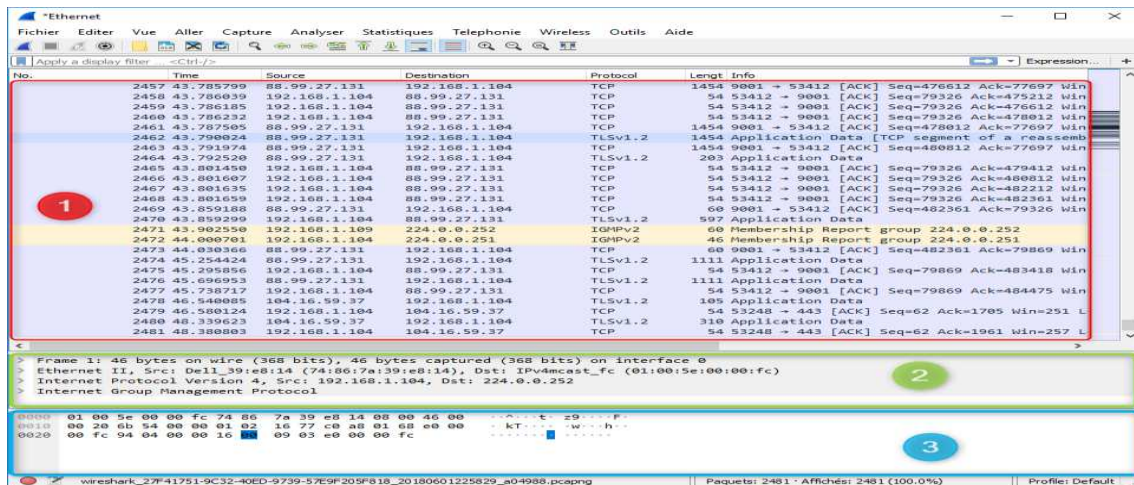 *Ethernet
Fichier Editer Vue Aller Capture Analyser Statistiques Telephonie Wireless Outils Aide
Apply a display filter ... <Ctrl-/> Expression... +
No. Time Source Destination Protocol Lengt Info
2457 43.785799 88.99.27.131 192.168.1.104 TCP 1454 9001 → 53412 [ACK] Seq=476612 Ack=77697 Win
2458 43.786039 192.168.1.104 88.99.27.131 TCP 54 53412 → 9001 [ACK] Seq=79326 Ack=475212 Win
2459 43.786185 192.168.1.104 88.99.27.131 TCP 54 53412 → 9001 [ACK] Seq=79326 Ack=476612 Win
2460 43.786232 192.168.1.104 88.99.27.131 TCP 54 53412 → 9001 [ACK] Seq=79326 Ack=478012 Win
2461 43.787505 88.99.27.131 192.168.1.104 TCP 1454 9001 → 53412 [ACK] Seq=478012 Ack=77697 Win
2462 43.790024 88.99.27.131 192.168.1.104 TLSv1.2 1454 Application Data [TCP segment of a reassemb
2463 43.791974 88.99.27.131 192.168.1.104 TCP 1454 9001 → 53412 [ACK] Seq=480812 Ack=77697 Win
2464 43.792520 88.99.27.131 192.168.1.104 TLSv1.2 203 Application Data
2465 43.801450 192.168.1.104 88.99.27.131 TCP 54 53412 → 9001 [ACK] Seq=79326 Ack=479412 Win
2466 43.801607 192.168.1.104 88.99.27.131 TCP 54 53412 → 9001 [ACK] Seq=79326 Ack=480812 Win
2467 43.801635 192.168.1.104 88.99.27.131 TCP 54 53412 → 9001 [ACK] Seq=79326 Ack=482212 Win
2468 43.801659 192.168.1.104 88.99.27.131 TCP 54 53412 → 9001 [ACK] Seq=79326 Ack=482361 Win
2469 43.859188 88.99.27.131 192.168.1.104 TCP 60 9001 → 53412 [ACK] Seq=482361 Ack=79326 Win
2470 43.859299 192.168.1.104 88.99.27.131 TLSv1.2 597 Application Data
2471 43.902550 192.168.1.109 224.0.0.252 IGMPv2 60 Membership Report group 224.0.0.252
2472 44.000701 192.168.1.104 224.0.0.251 IGMPv2 46 Membership Report group 224.0.0.251
2473 44.030366 88.99.27.131 192.168.1.104 TCP 60 9001 → 53412 [ACK] Seq=482361 Ack=79869 Win
2474 45.254424 88.99.27.131 192.168.1.104 TLSv1.2 1111 Application Data
2475 45.295856 192.168.1.104 88.99.27.131 TCP 54 53412 → 9001 [ACK] Seq=79869 Ack=483418 Win
2476 45.696953 88.99.27.131 192.168.1.104 TLSv1.2 1111 Application Data
2477 45.738717 192.168.1.104 88.99.27.131 TCP 54 53412 → 9001 [ACK] Seq=79869 Ack=484475 Win
2478 46.540085 104.16.59.37 192.168.1.104 TLSv1.2 105 Application Data
2479 46.580124 192.168.1.104 104.16.59.37 TCP 54 53248 → 443 [ACK] Seq=62 Ack=1705 Win=257 L
2480 48.339623 104.16.59.37 192.168.1.104 TLSv1.2 310 Application Data
2481 48.380803 192.168.1.104 104.16.59.37 TCP 54 53248 → 443 [ACK] Seq=62 Ack=1961 Win=256 L
1
> Frame 1: 46 bytes on wire (368 bits), 46 bytes captured (368 bits) on interface 0
> Ethernet II, Src: Dell_39:e8:14 (74:86:7a:39:e8:14), Dst: IPv4mcast_fc (01:00:5e:00:00:fc)
> Internet Protocol Version 4, Src: 192.168.1.104, Dst: 224.0.0.252
> Internet Group Management Protocol
2
0000 01 00 5e 00 00 fc 74 86 7a 39 e8 14 08 00 46 00 ··^···t· z9····F·
0010 00 20 6b 54 00 00 01 02 16 77 c0 a8 01 68 e0 00 · kT···· ·w···h··
0020 00 fc 94 04 00 00 16 00 09 03 e0 00 00 fc
3
wireshark_27F41751-9C32-40ED-9739-57E9F205F818_20180601225829_a04988.pcapng Paquets: 2481 · Affichés: 2481 (100.0%) Profile: Default